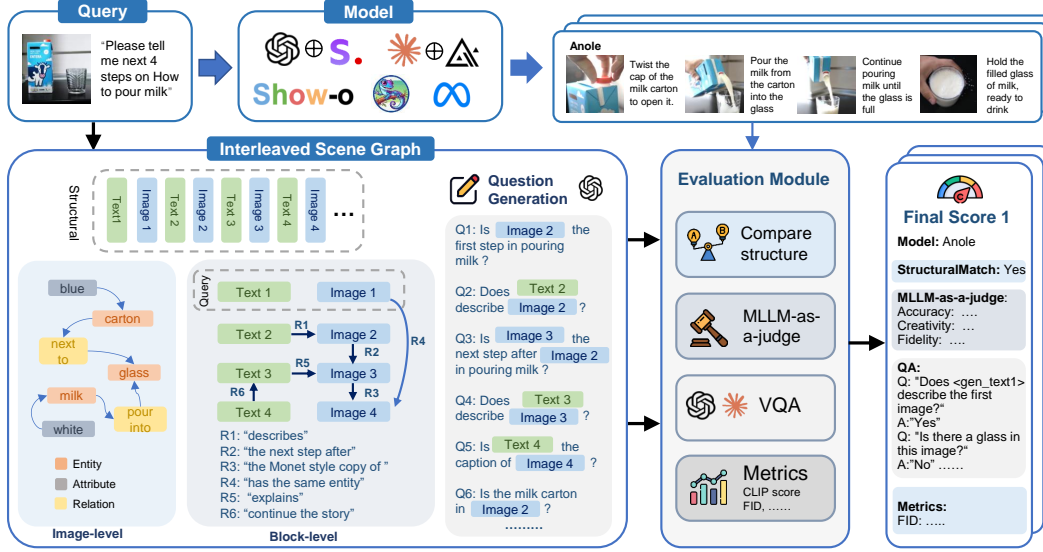 Query
"Please tell
me next 4
steps on How
to pour milk"
Model
S.
Show-o
Anole
Twist the
cap of the
milk carton
to open it.
Pour the
milk from
the carton
into the
glass
Continue
pouring
milk until
the glass is
full
Hold the
filled glass
of milk,
ready to
drink
Interleaved Scene Graph
Structural
Text1
Image 1
Text 2
Image 2
Text 3
Image 3
Text 4
Image 4
...
blue
carton
next
to
glass
milk
pour
into
white
Entity
Attribute
Relation
Image-level
Query
Text 1
Image 1
Text 2
R1
Image 2
R2
R4
Text 3
R5
Image 3
R6
R3
Text 4
Image 4
R1: "describes"
R2: "the next step after"
R3: "the Monet style copy of "
R4: "has the same entity"
R5: "explains"
R6: "continue the story"
Block-level
Question
Generation
Q1: Is Image 2 the
first step in pouring
milk ?
Q2: Does Text 2
describe Image 2 ?
Q3: Is Image 3 the
next step after Image 2
in pouring milk ?
Q4: Does Text 3
describe Image 3 ?
Q5: Is Text 4 the
caption of Image 4 ?
Q6: Is the milk carton
in Image 2 ?
.........
Evaluation Module
A
B
Compare
structure
MLLM-as-
a-judge
VQA
Metrics
CLIP score
FID, ......
C
Final Score 1
Model: Anole
StructuralMatch: Yes
MLLM-as-a-judge:
Accuracy: ....
Creativity: ...
Fidelity: ....
QA:
Q: "Does <gen_text1>
describe the first
image?"
A:"Yes"
Q: "Is there a glass in
this image?"
A:"No" ......
Metrics:
FID: .....